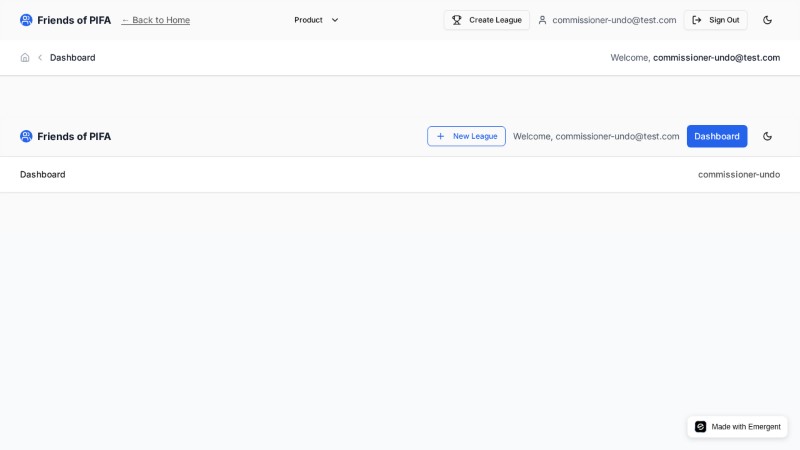 Friends of PIFA ← Back to Home Product Create League commissioner-undo@test.com Sign Out
Dashboard Welcome, commissioner-undo@test.com
Friends of PIFA New League Welcome, commissioner-undo@test.com Dashboard
Dashboard commissioner-undo
Made with Emergent